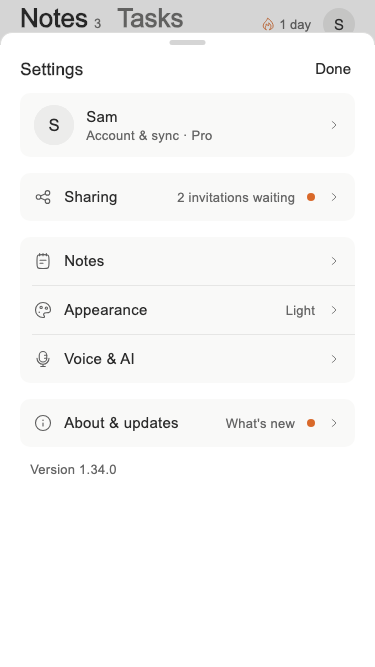 Notes 3 Tasks 1 day S
Settings Done
S
Sam
Account & sync · Pro
Sharing 2 invitations waiting
Notes
Appearance Light
Voice & AI
About & updates What's new
Version 1.34.0